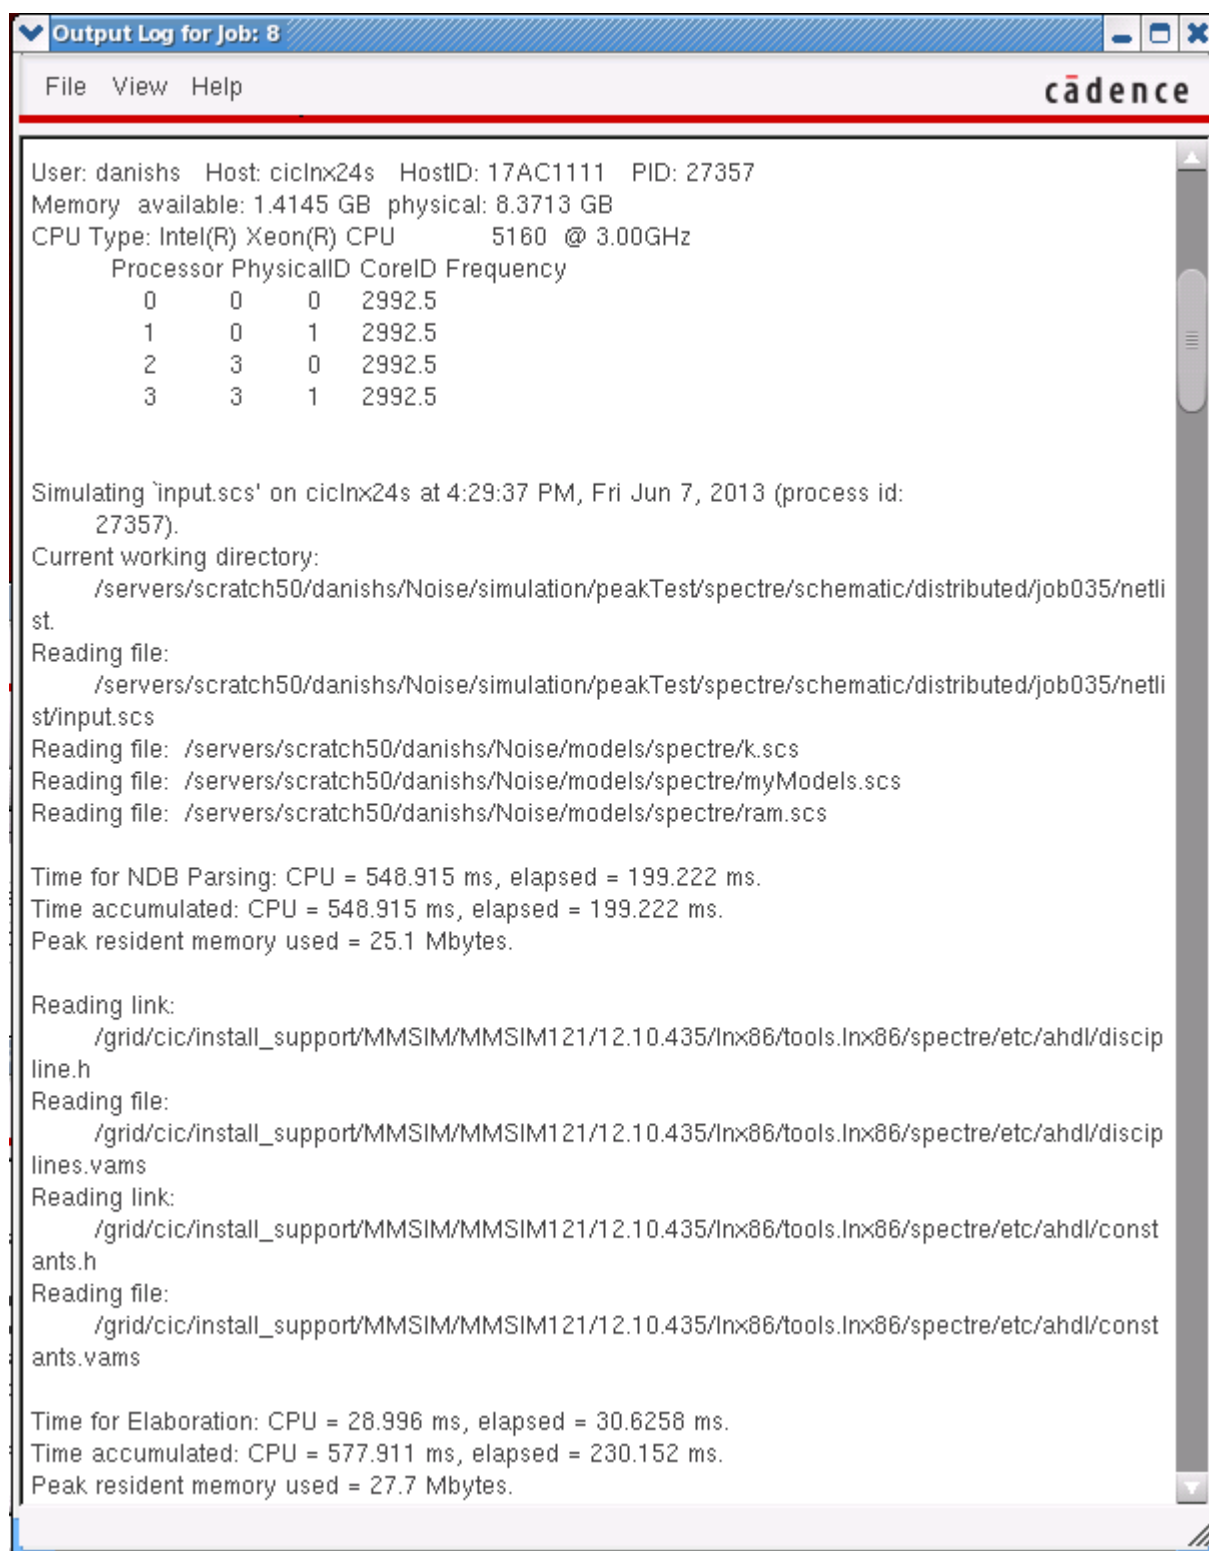 Output Log for Job: 8
File View Help
cādence
User: danishs Host: ciclnx24s HostID: 17AC1111 PID: 27357
Memory available: 1.4145 GB physical: 8.3713 GB
CPU Type: Intel(R) Xeon(R) CPU 5160 @ 3.00GHz
Processor PhysicalID CoreID Frequency
0 0 0 2992.5
1 0 1 2992.5
2 3 0 2992.5
3 3 1 2992.5
Simulating `input.scs' on ciclnx24s at 4:29:37 PM, Fri Jun 7, 2013 (process id:
27357).
Current working directory:
/servers/scratch50/danishs/Noise/simulation/peakTest/spectre/schematic/distributed/job035/netli
st.
Reading file:
/servers/scratch50/danishs/Noise/simulation/peakTest/spectre/schematic/distributed/job035/netli
st/input.scs
Reading file: /servers/scratch50/danishs/Noise/models/spectre/k.scs
Reading file: /servers/scratch50/danishs/Noise/models/spectre/myModels.scs
Reading file: /servers/scratch50/danishs/Noise/models/spectre/ram.scs
Time for NDB Parsing: CPU = 548.915 ms, elapsed = 199.222 ms.
Time accumulated: CPU = 548.915 ms, elapsed = 199.222 ms.
Peak resident memory used = 25.1 Mbytes.
Reading link:
/grid/cic/install_support/MMSIM/MMSIM121/12.10.435/lnx86/tools.lnx86/spectre/etc/ahdl/discip
line.h
Reading file:
/grid/cic/install_support/MMSIM/MMSIM121/12.10.435/lnx86/tools.lnx86/spectre/etc/ahdl/discip
lines.vams
Reading link:
/grid/cic/install_support/MMSIM/MMSIM121/12.10.435/lnx86/tools.lnx86/spectre/etc/ahdl/const
ants.h
Reading file:
/grid/cic/install_support/MMSIM/MMSIM121/12.10.435/lnx86/tools.lnx86/spectre/etc/ahdl/const
ants.vams
Time for Elaboration: CPU = 28.996 ms, elapsed = 30.6258 ms.
Time accumulated: CPU = 577.911 ms, elapsed = 230.152 ms.
Peak resident memory used = 27.7 Mbytes.